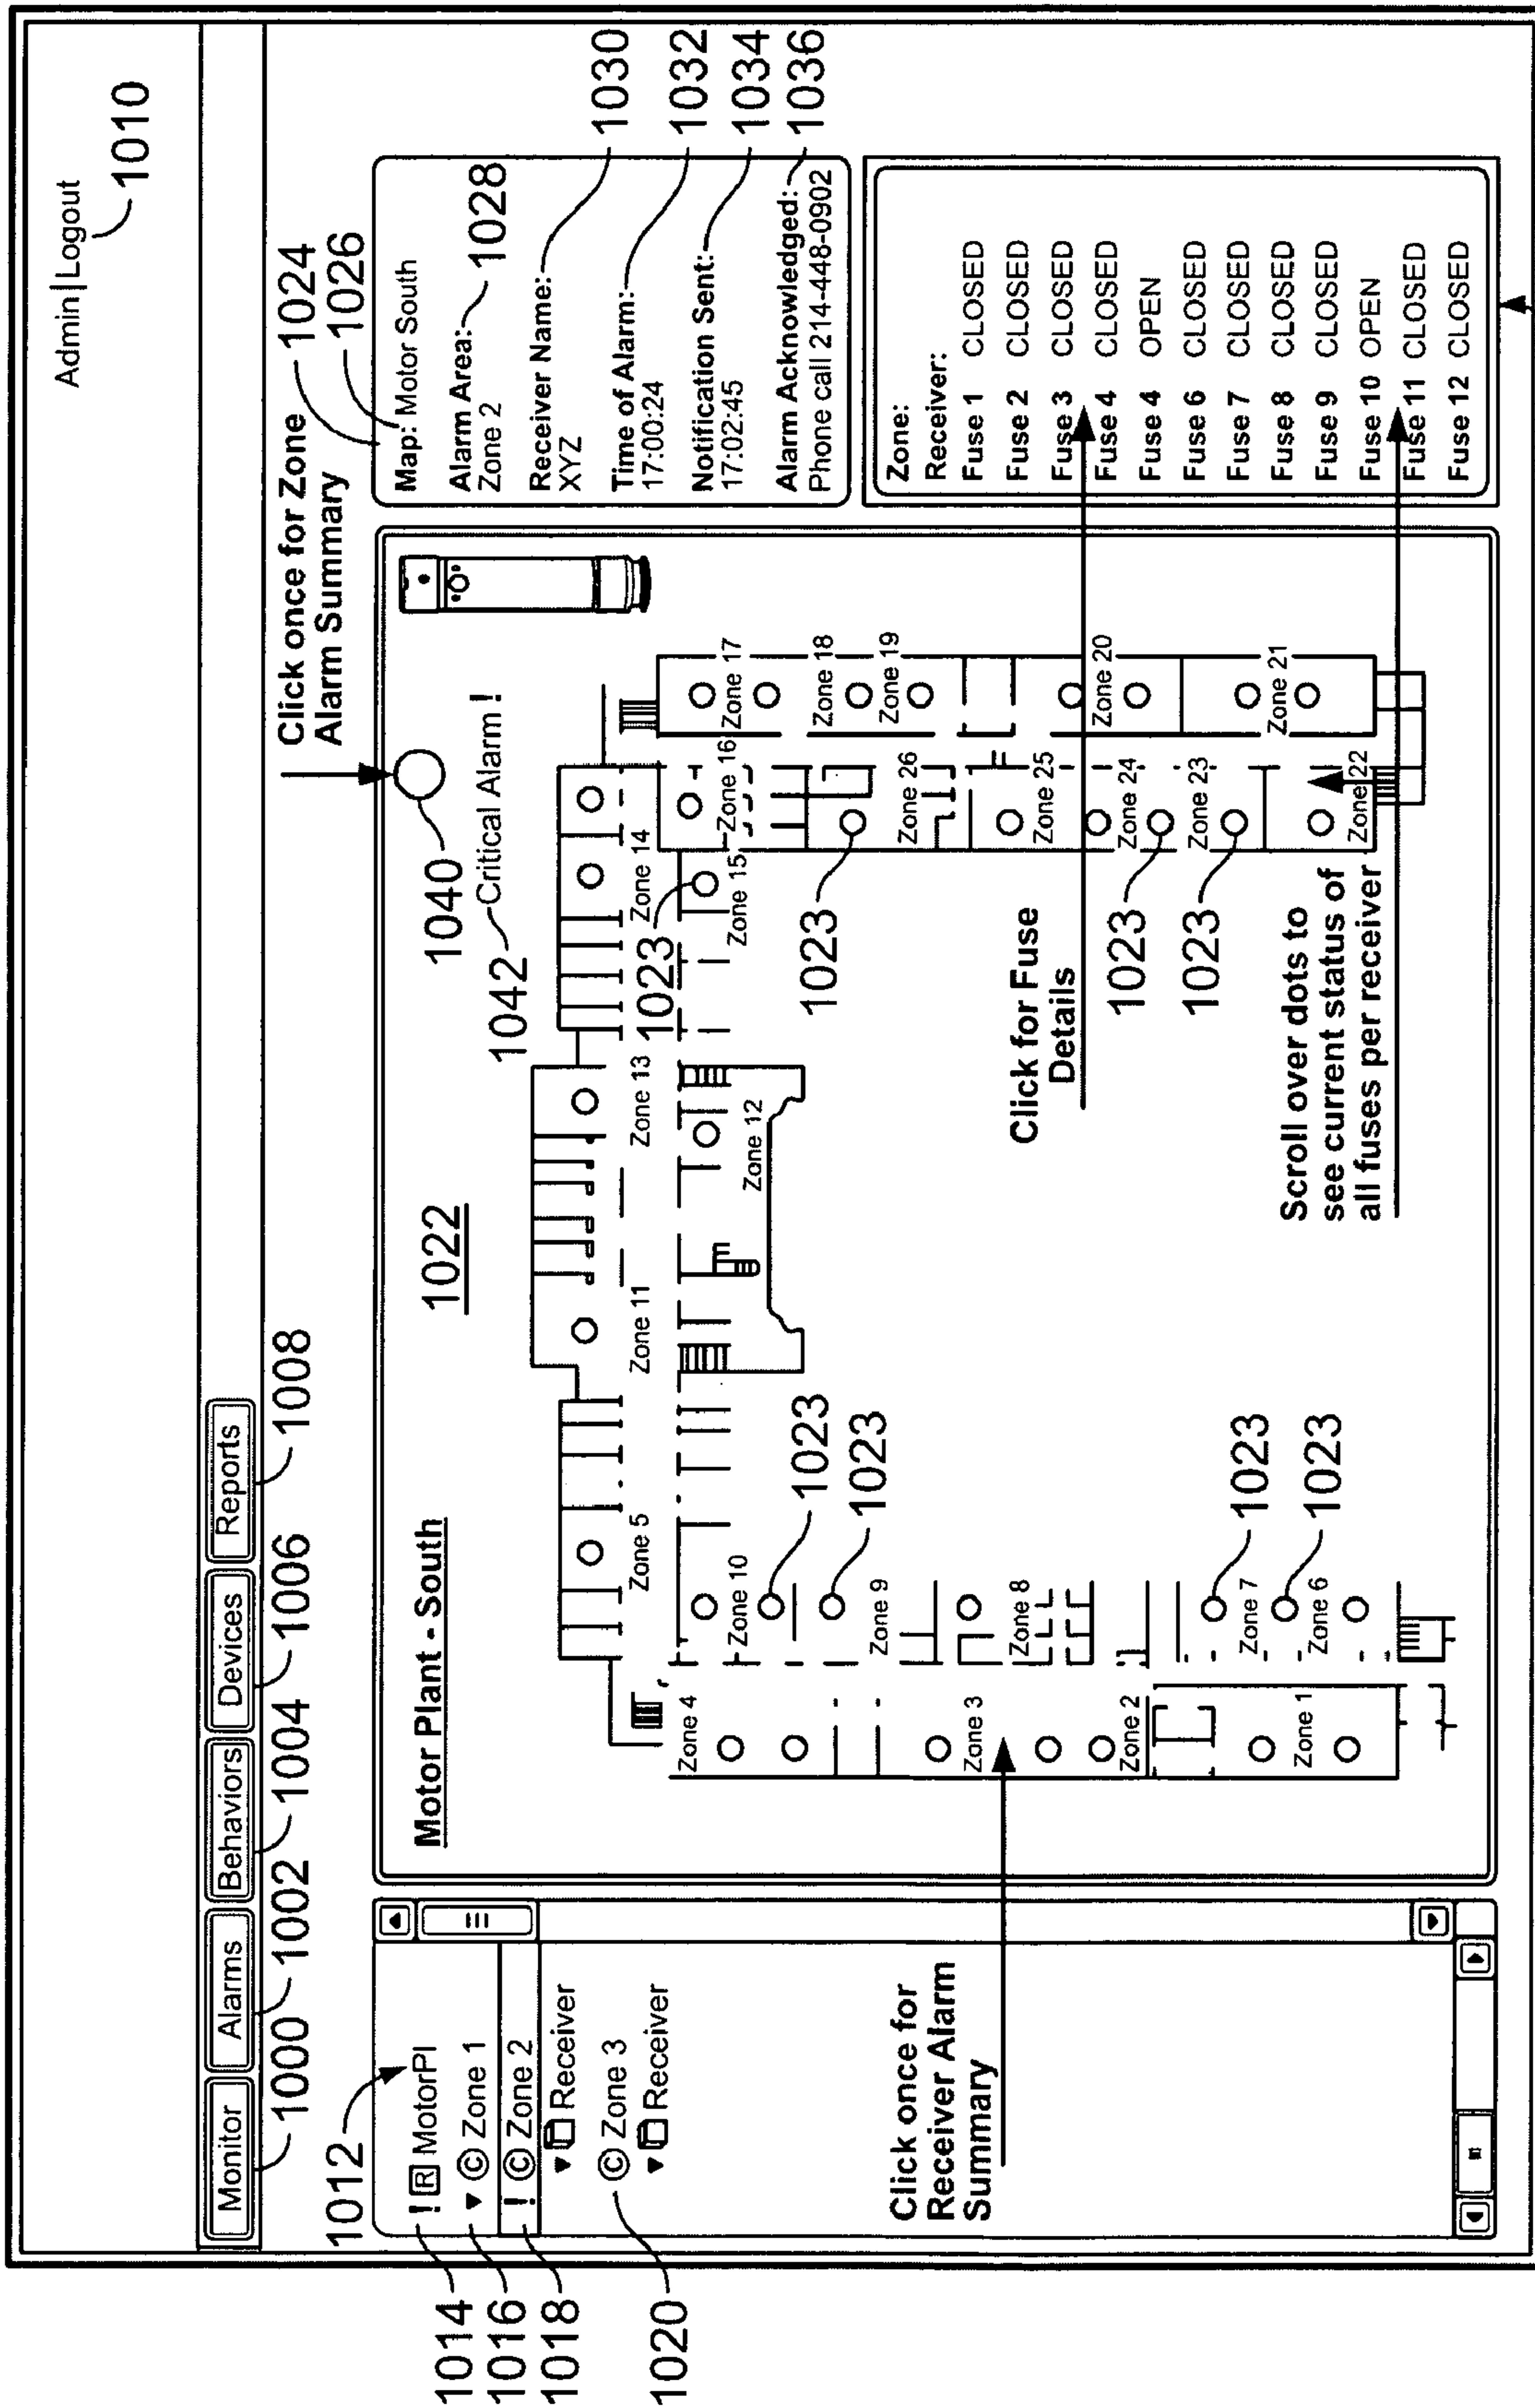 Admin|Logout
1010
Monitor
Alarms
Behaviors
Devices
Reports
1000
1002
1004
1006
1008
1012
1014
1016
1018
1020
! R MotorPl
© Zone 1
! © Zone 2
Receiver
© Zone 3
Receiver
Click once for
Receiver Alarm
Summary
Click once for Zone
Alarm Summary
Motor Plant - South
1022
1040
1042
Critical Alarm !
Zone 4
Zone 3
Zone 2
Zone 1
Zone 5
Zone 10
Zone 9
Zone 8
Zone 7
Zone 6
1023
1023
1023
1023
Zone 11
Zone 13
Zone 12
Zone 14
Zone 15
Zone 16
1023
1023
1023
1023
Zone 17
Zone 18
Zone 19
Zone 20
Zone 21
Zone 26
Zone 25
Zone 24
Zone 23
Zone 22
Click for Fuse
Details
Scroll over dots to
see current status of
all fuses per receiver
1024
1026
1028
1030
1032
1034
1036
Map: Motor South
Alarm Area:
Zone 2
Receiver Name:
XYZ
Time of Alarm:
17:00:24
Notification Sent:
17:02:45
Alarm Acknowledged:
Phone call 214-448-0902
Zone:
Receiver:
Fuse 1 CLOSED
Fuse 2 CLOSED
Fuse 3 CLOSED
Fuse 4 CLOSED
Fuse 4 OPEN
Fuse 6 CLOSED
Fuse 7 CLOSED
Fuse 8 CLOSED
Fuse 9 CLOSED
Fuse 10 OPEN
Fuse 11 CLOSED
Fuse 12 CLOSED